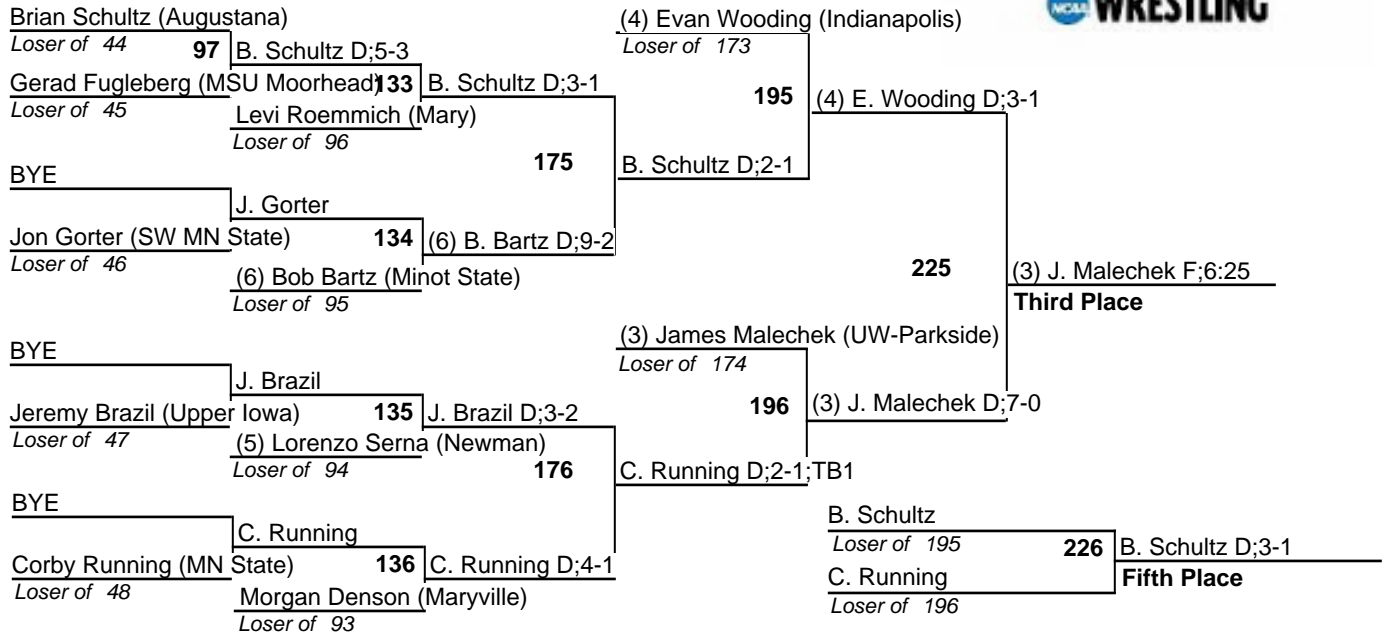 Brian Schultz (Augustana)
Loser of 44
97
B. Schultz D;5-3
Gerad Fugleberg (MSU Moorhead)
Loser of 45
133
B. Schultz D;3-1
Levi Roemmich (Mary)
Loser of 96
175
BYE
J. Gorter
Jon Gorter (SW MN State)
Loser of 46
134
(6) B. Bartz D;9-2
(6) Bob Bartz (Minot State)
Loser of 95
BYE
J. Brazil
Jeremy Brazil (Upper Iowa)
Loser of 47
135
J. Brazil D;3-2
(5) Lorenzo Serna (Newman)
Loser of 94
176
BYE
C. Running
Corby Running (MN State)
Loser of 48
136
C. Running D;4-1
Morgan Denson (Maryville)
Loser of 93
NCAA WRESTLING
(4) Evan Wooding (Indianapolis)
Loser of 173
195
(4) E. Wooding D;3-1
B. Schultz D;2-1
225
(3) J. Malechek F;6:25
Third Place
(3) James Malechek (UW-Parkside)
Loser of 174
196
(3) J. Malechek D;7-0
C. Running D;2-1;TB1
B. Schultz
Loser of 195
226
B. Schultz D;3-1
C. Running
Fifth Place
Loser of 196